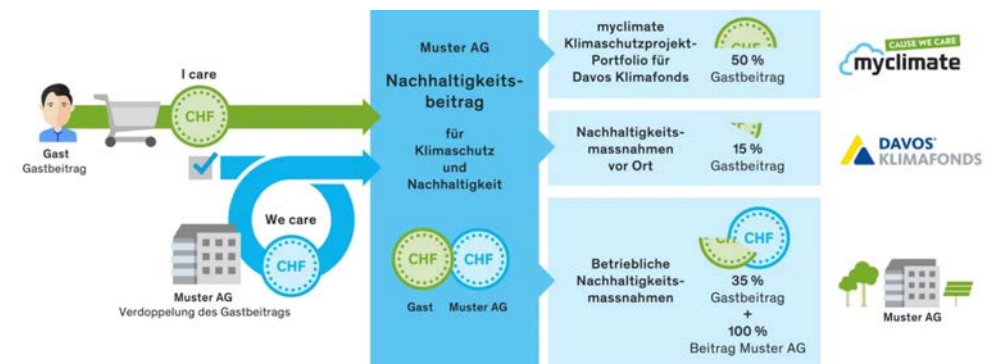 I care
CHF
Gast
Gastbeitrag
We care
CHF
Muster AG
Verdoppelung des Gastbeitrags
Muster AG
Nachhaltigkeits-
beitrag
für
Klimaschutz
und
Nachhaltigkeit
CHF CHF
Gast Muster AG
myclimate
Klimaschutzprojekt-
Portfolio für
Davos Klimafonds
CHF
50 %
Gastbeitrag
CAUSE WE CARE
myclimate
Nachhaltigkeits-
massnahmen
vor Ort
15 %
Gastbeitrag
DAVOS
KLIMAFONDS
Betriebliche
Nachhaltigkeits-
massnahmen
CHF
CHF
35 %
Gastbeitrag
+
100 %
Beitrag Muster AG
Muster AG